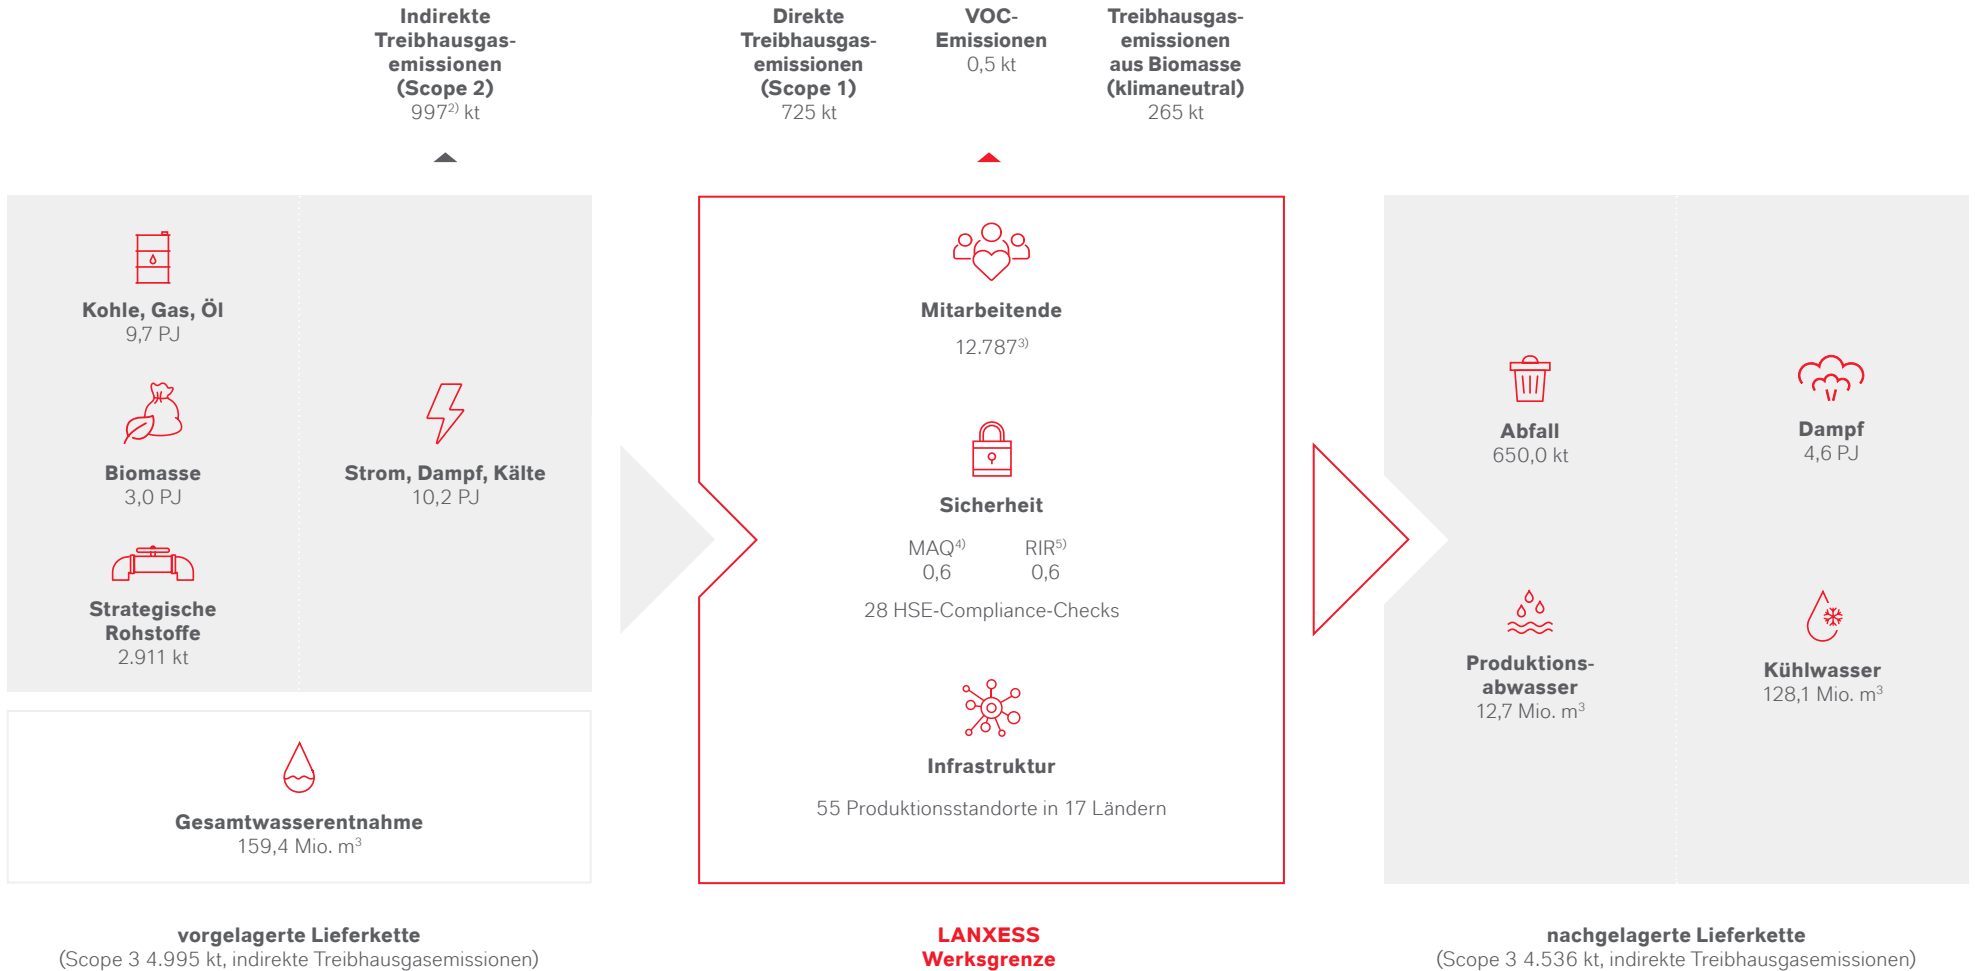 Indirekte
Treibhausgas-
emissionen
(Scope 2)
997²⁾ kt
Direkte
Treibhausgas-
emissionen
(Scope 1)
725 kt
VOC-
Emissionen
0,5 kt
Treibhausgas-
emissionen
aus Biomasse
(klimaneutral)
265 kt
Kohle, Gas, Öl
9,7 PJ
Biomasse
3,0 PJ
Strategische
Rohstoffe
2.911 kt
Strom, Dampf, Kälte
10,2 PJ
Gesamtwasserentnahme
159,4 Mio. m³
vorgelagerte Lieferkette
(Scope 3 4.995 kt, indirekte Treibhausgasemissionen)
Mitarbeitende
12.787³⁾
Sicherheit
MAQ⁴⁾ RIR⁵⁾
0,6 0,6
28 HSE-Compliance-Checks
Infrastruktur
55 Produktionsstandorte in 17 Ländern
LANXESS
Werksgrenze
Abfall
650,0 kt
Dampf
4,6 PJ
Produktions-
abwasser
12,7 Mio. m³
Kühlwasser
128,1 Mio. m³
nachgelagerte Lieferkette
(Scope 3 4.536 kt, indirekte Treibhausgasemissionen)